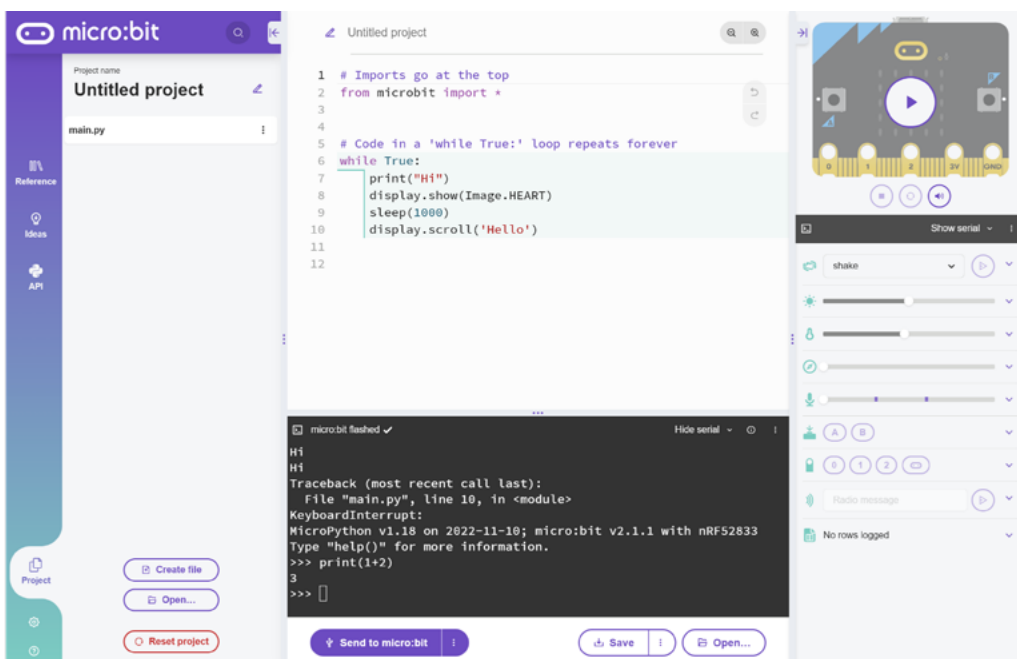 micro:bit
Project name
Untitled project
main.py
Reference
Ideas
API
Project
Create file
Open...
Reset project
Untitled project
1 # Imports go at the top
2 from microbit import *
3
4
5 # Code in a 'while True:' loop repeats forever
6 while True:
7 print("Hi")
8 display.show(Image.HEART)
9 sleep(1000)
10 display.scroll('Hello')
11
12
micro:bit flashed
Hide serial
Hi
Hi
Traceback (most recent call last):
File "main.py", line 10, in <module>
KeyboardInterrupt:
MicroPython v1.18 on 2022-11-10; micro:bit v2.1.1 with nRF52833
Type "help()" for more information.
>>> print(1+2)
3
>>>
Send to micro:bit
Save
Open...
0 1 2 3V GND
Show serial
shake
A B
0 1 2
Radio message
No rows logged